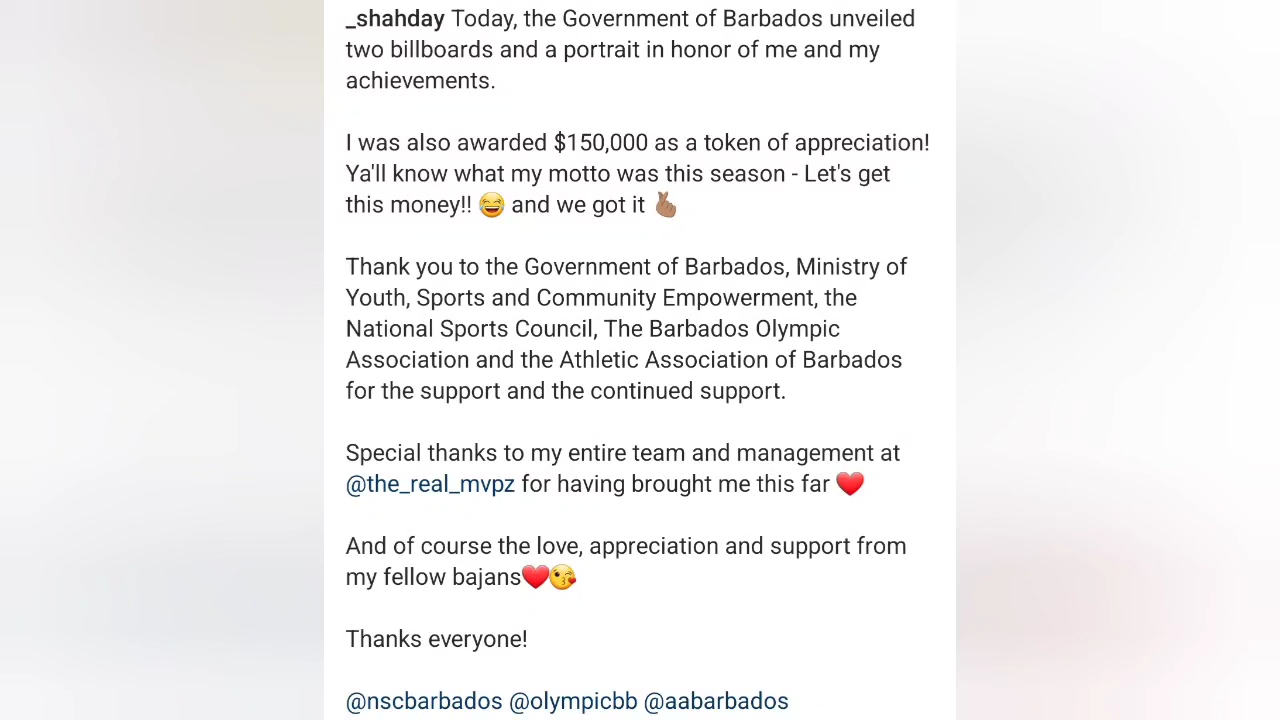 _shahday Today, the Government of Barbados unveiled
two billboards and a portrait in honor of me and my
achievements.
I was also awarded $150,000 as a token of appreciation!
Ya'll know what my motto was this season - Let's get
this money!! 😂 and we got it 🫰🏽
Thank you to the Government of Barbados, Ministry of
Youth, Sports and Community Empowerment, the
National Sports Council, The Barbados Olympic
Association and the Athletic Association of Barbados
for the support and the continued support.
Special thanks to my entire team and management at
@the_real_mvpz for having brought me this far ❤️
And of course the love, appreciation and support from
my fellow bajans❤️😘
Thanks everyone!
@nscbarbados @olympicbb @aabarbados